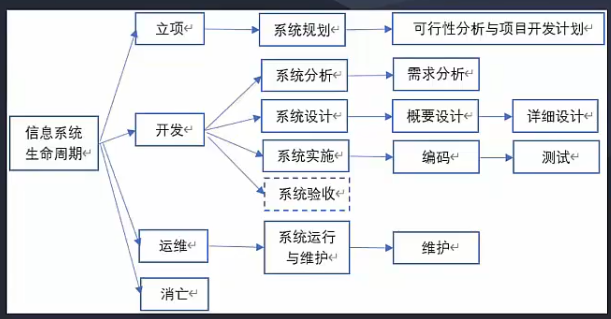 立项
系统规划
可行性分析与项目开发计划
系统分析
需求分析
信息系统
生命周期
开发
系统设计
概要设计
详细设计
系统实施
编码
测试
系统验收
运维
系统运行
与维护
维护
消亡